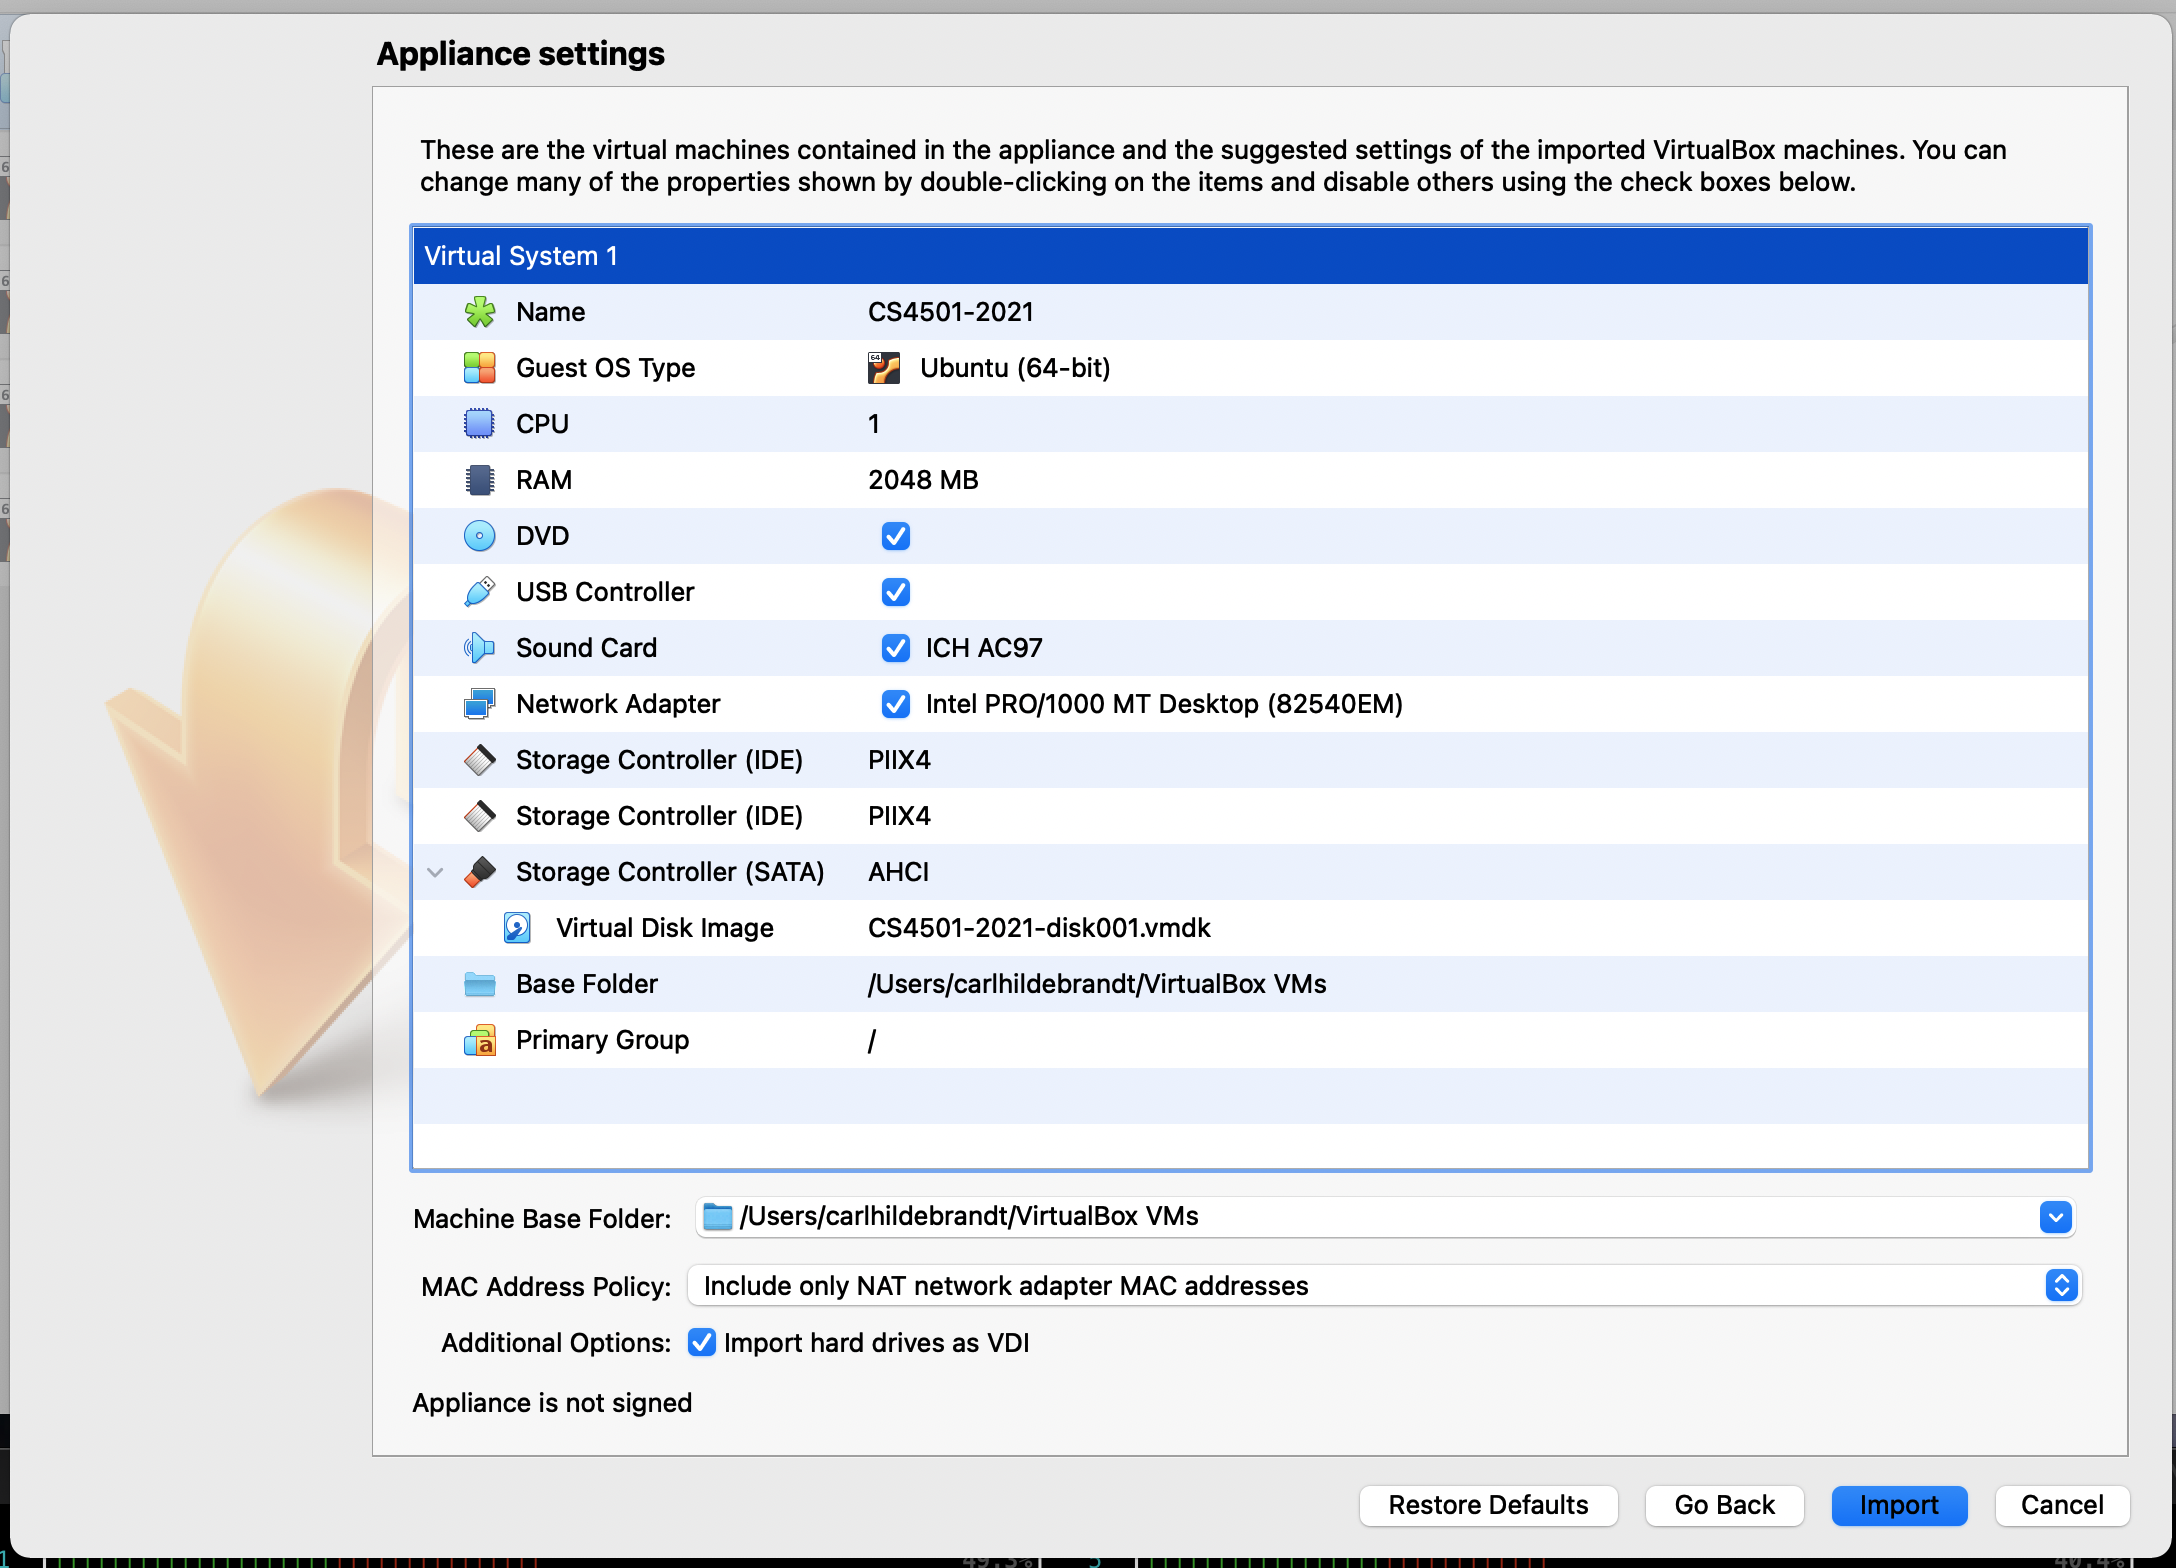 Appliance settings
These are the virtual machines contained in the appliance and the suggested settings of the imported VirtualBox machines. You can
change many of the properties shown by double-clicking on the items and disable others using the check boxes below.
Virtual System 1
Name CS4501-2021
Guest OS Type 64 Ubuntu (64-bit)
CPU 1
RAM 2048 MB
DVD
USB Controller
Sound Card ICH AC97
Network Adapter Intel PRO/1000 MT Desktop (82540EM)
Storage Controller (IDE) PIIX4
Storage Controller (IDE) PIIX4
Storage Controller (SATA) AHCI
Virtual Disk Image CS4501-2021-disk001.vmdk
Base Folder /Users/carlhildebrandt/VirtualBox VMs
Primary Group /
Machine Base Folder: /Users/carlhildebrandt/VirtualBox VMs
MAC Address Policy: Include only NAT network adapter MAC addresses
Additional Options: Import hard drives as VDI
Appliance is not signed
Restore Defaults Go Back Import Cancel